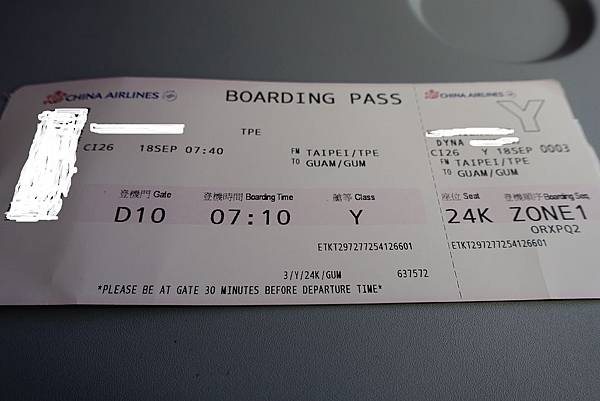 CHINA AIRLINES
BOARDING PASS
TPE
CI26 18SEP 07:40
FM TAIPEI/TPE
TO GUAM/GUM
登機門 Gate 登機時間 Boarding Time 艙等 Class
D10 07:10 Y
ETKT297277254126601
3/Y/24K/GUM 637572
*PLEASE BE AT GATE 30 MINUTES BEFORE DEPARTURE TIME*
CHINA AIRLINES
Y
DYNA
CI26 Y 18SEP 0003
FM TAIPEI/TPE
TO GUAM/GUM
座位 Seat 登機順序 Boarding Seq
24K ZONE1
ORXPQ2
ETKT297277254126601